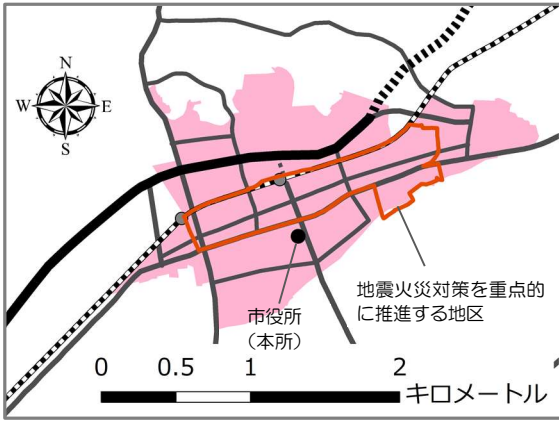 N
W E
S
地震火災対策を重点的
に推進する地区
市役所
（本所）
0 0.5 1 2
キロメートル